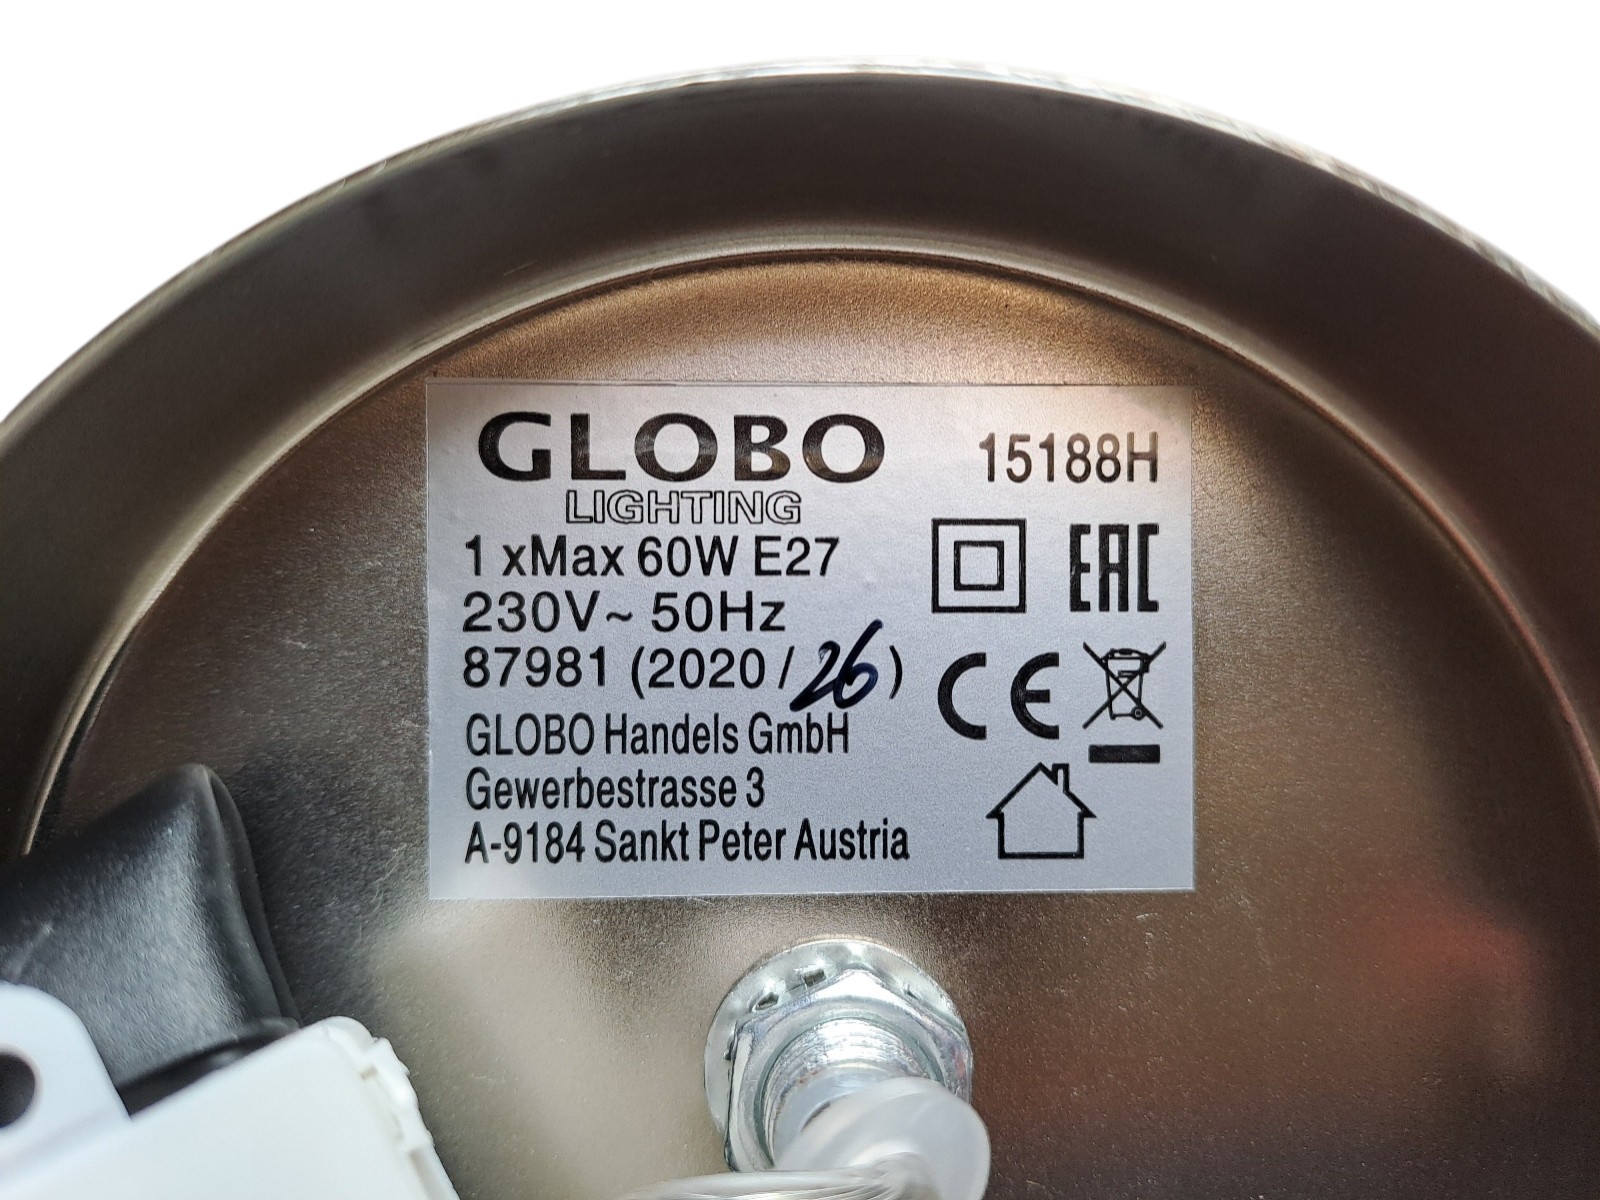 GLOBO 15188H
LIGHTING
1 xMax 60W E27
230V~ 50Hz
EAC
87981 (2020/26)
CE
GLOBO Handels GmbH
Gewerbestrasse 3
A-9184 Sankt Peter Austria